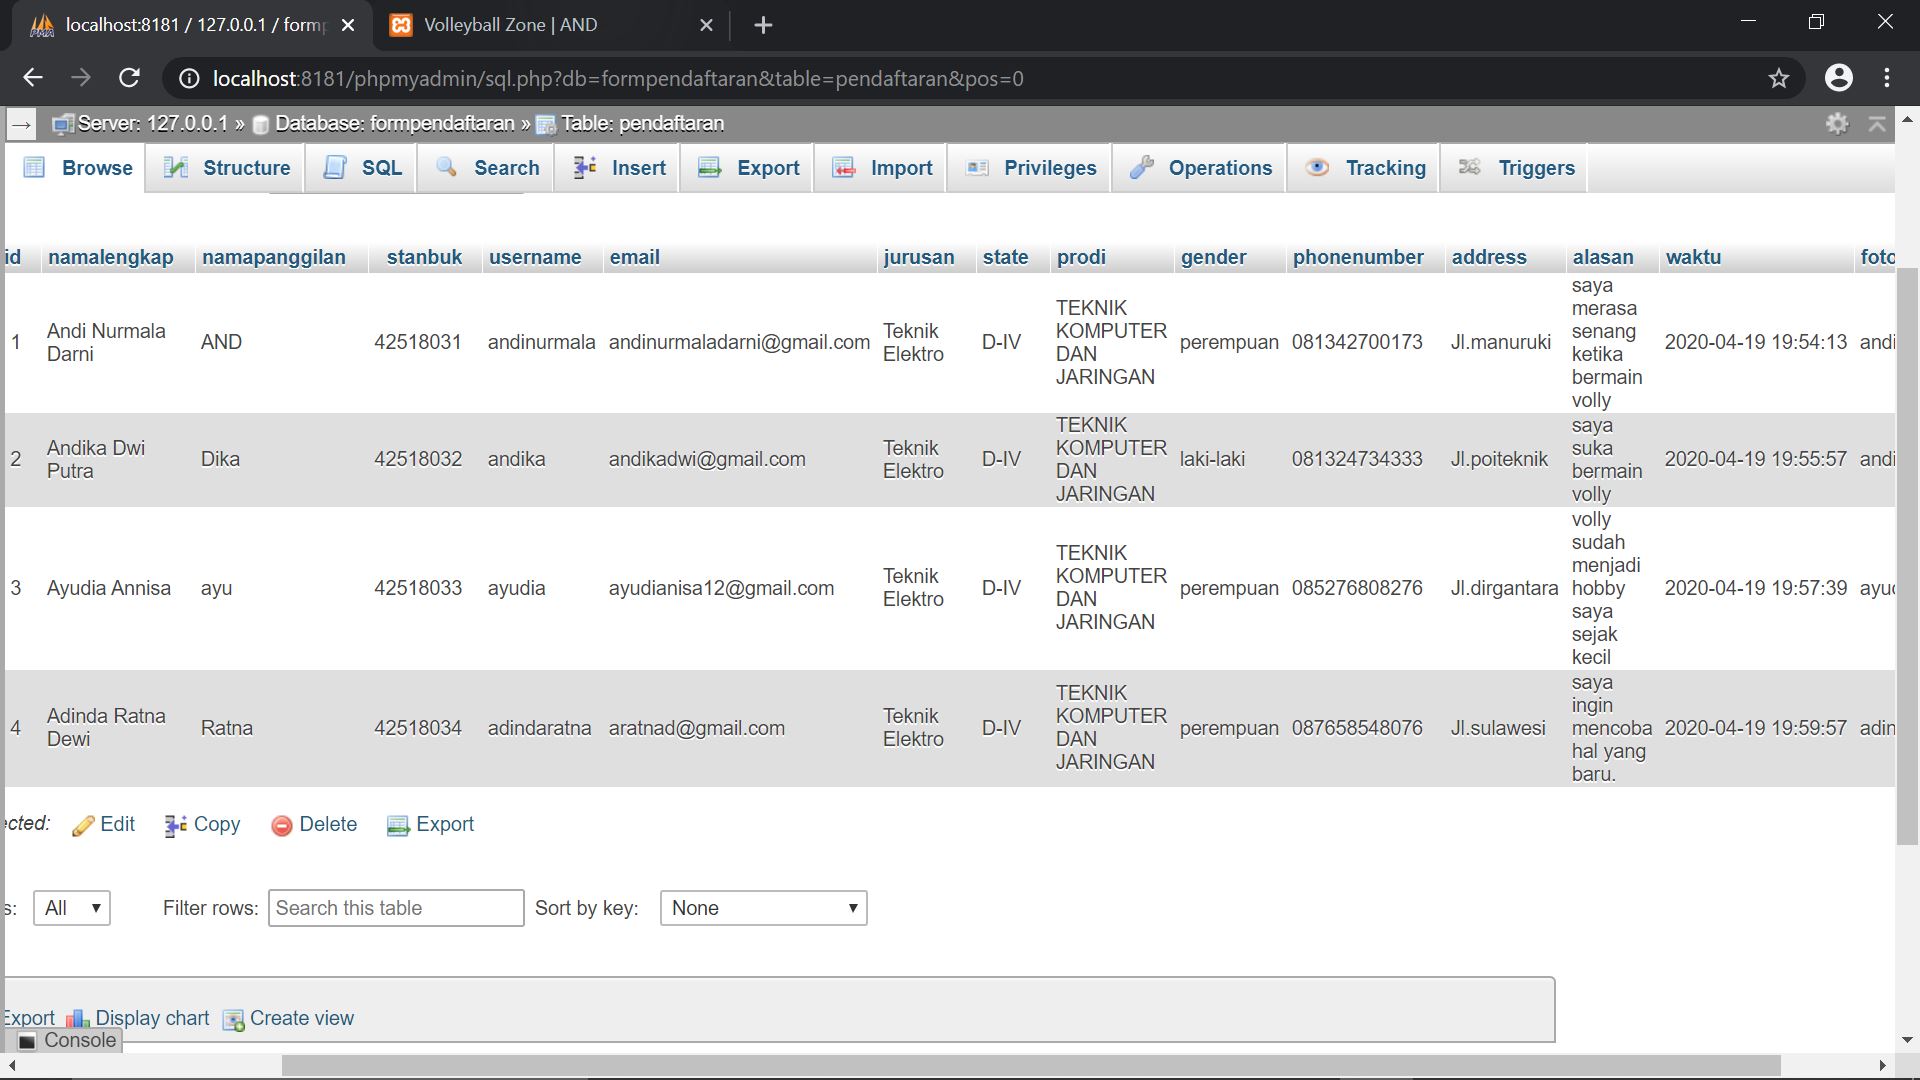 localhost:8181 / 127.0.0.1 / form
Volleyball Zone | AND
localhost:8181/phpmyadmin/sql.php?db=formpendaftaran&table=pendaftaran&pos=0
Server: 127.0.0.1 » Database: formpendaftaran » Table: pendaftaran
Browse Structure SQL Search Insert Export Import Privileges Operations Tracking Triggers
id namalengkap namapanggilan stanbuk username email jurusan state prodi gender phonenumber address alasan waktu foto
1 Andi Nurmala Darni AND 42518031 andinurmala andinurmaladarni@gmail.com Teknik Elektro D-IV TEKNIK KOMPUTER DAN JARINGAN perempuan 081342700173 Jl.manuruki saya merasa senang ketika bermain volly 2020-04-19 19:54:13 andi
2 Andika Dwi Putra Dika 42518032 andika andikadwi@gmail.com Teknik Elektro D-IV TEKNIK KOMPUTER DAN JARINGAN laki-laki 081324734333 Jl.poiteknik saya suka bermain volly 2020-04-19 19:55:57 andi
3 Ayudia Annisa ayu 42518033 ayudia ayudianisa12@gmail.com Teknik Elektro D-IV TEKNIK KOMPUTER DAN JARINGAN perempuan 085276808276 Jl.dirgantara volly sudah menjadi hobby saya sejak kecil 2020-04-19 19:57:39 ayu
4 Adinda Ratna Dewi Ratna 42518034 adindaratna aratnad@gmail.com Teknik Elektro D-IV TEKNIK KOMPUTER DAN JARINGAN perempuan 087658548076 Jl.sulawesi saya ingin mencoba hal yang baru. 2020-04-19 19:59:57 adin
ected: Edit Copy Delete Export
s: All Filter rows: Search this table Sort by key: None
Export Display chart Create view
Console